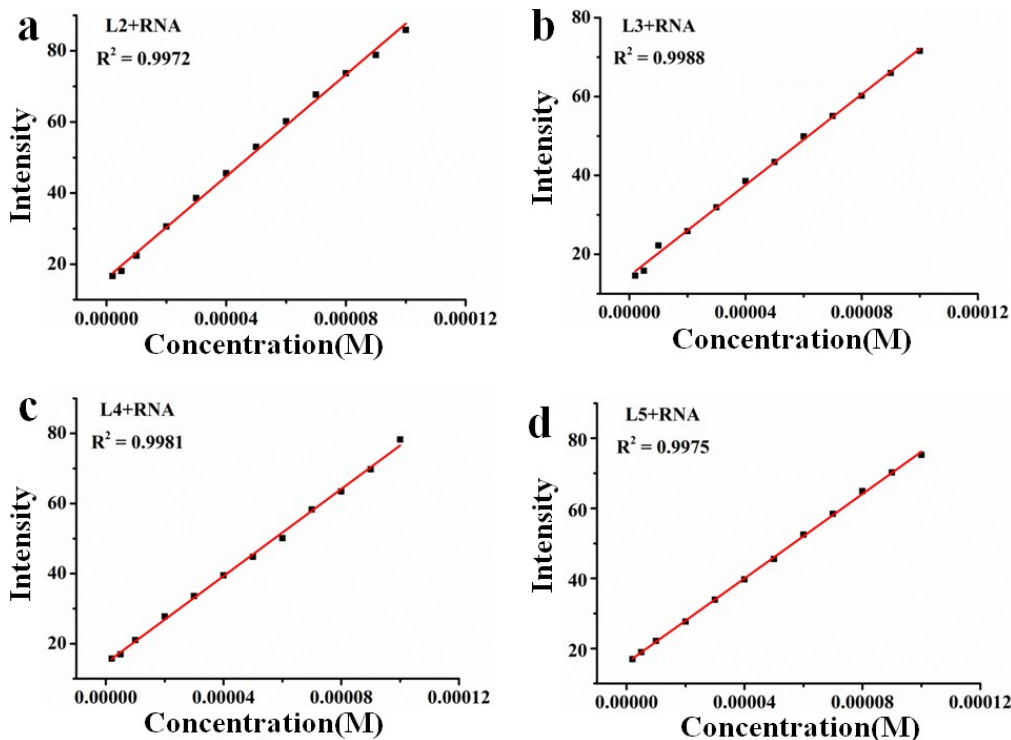 a
L2+RNA
R² = 0.9972
80
60
40
20
Intensity
0.00000 0.00004 0.00008 0.00012
Concentration(M)
b
L3+RNA
R² = 0.9988
80
60
40
20
Intensity
0.00000 0.00004 0.00008 0.00012
Concentration(M)
c
L4+RNA
R² = 0.9981
80
60
40
20
Intensity
0.00000 0.00004 0.00008 0.00012
Concentration(M)
d
L5+RNA
R² = 0.9975
80
60
40
20
Intensity
0.00000 0.00004 0.00008 0.00012
Concentration(M)